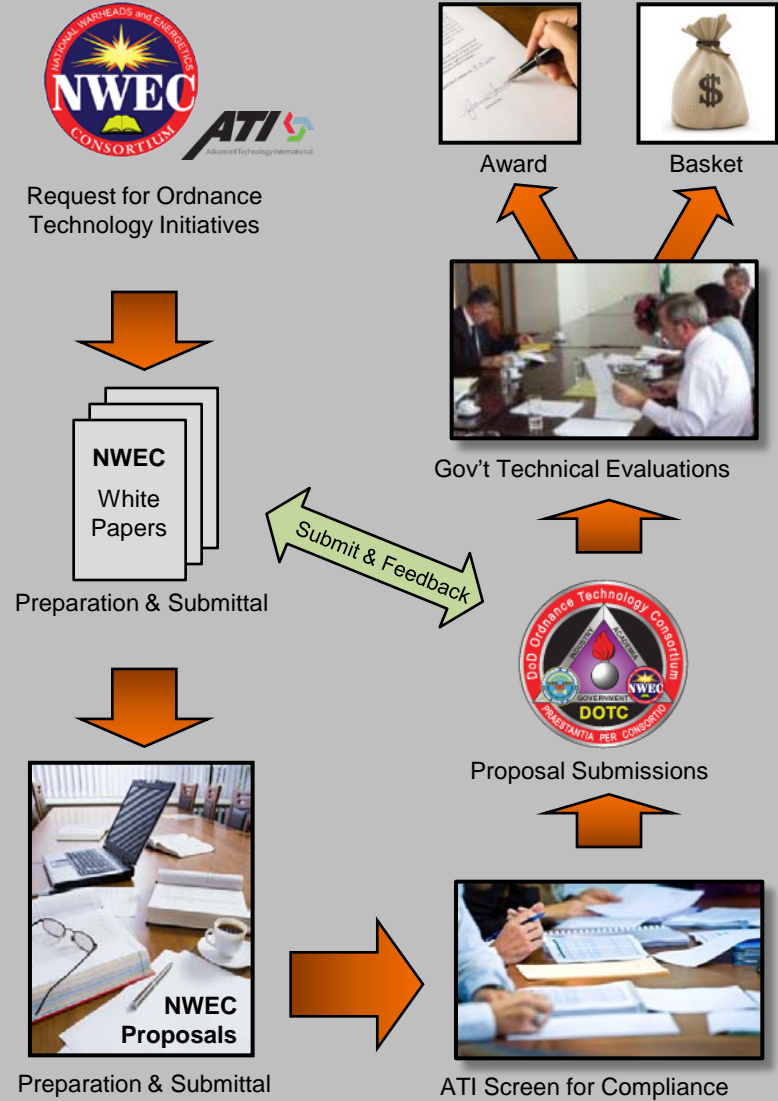 NATIONAL WARHEADS and ENERGETICS
NWEC
CONSORTIUM
ATI
Advanced Technology International
Request for Ordnance
Technology Initiatives
NWEC
White
Papers
Preparation & Submittal
NWEC
Proposals
Preparation & Submittal
ATI Screen for Compliance
DoD Ordnance Technology Consortium
INDUSTRY
ACADEMIA
GOVERNMENT
NWEC
DOTC
PRAESTANTIA PER CONSORTIO
Proposal Submissions
Submit & Feedback
Gov't Technical Evaluations
Award
$
Basket